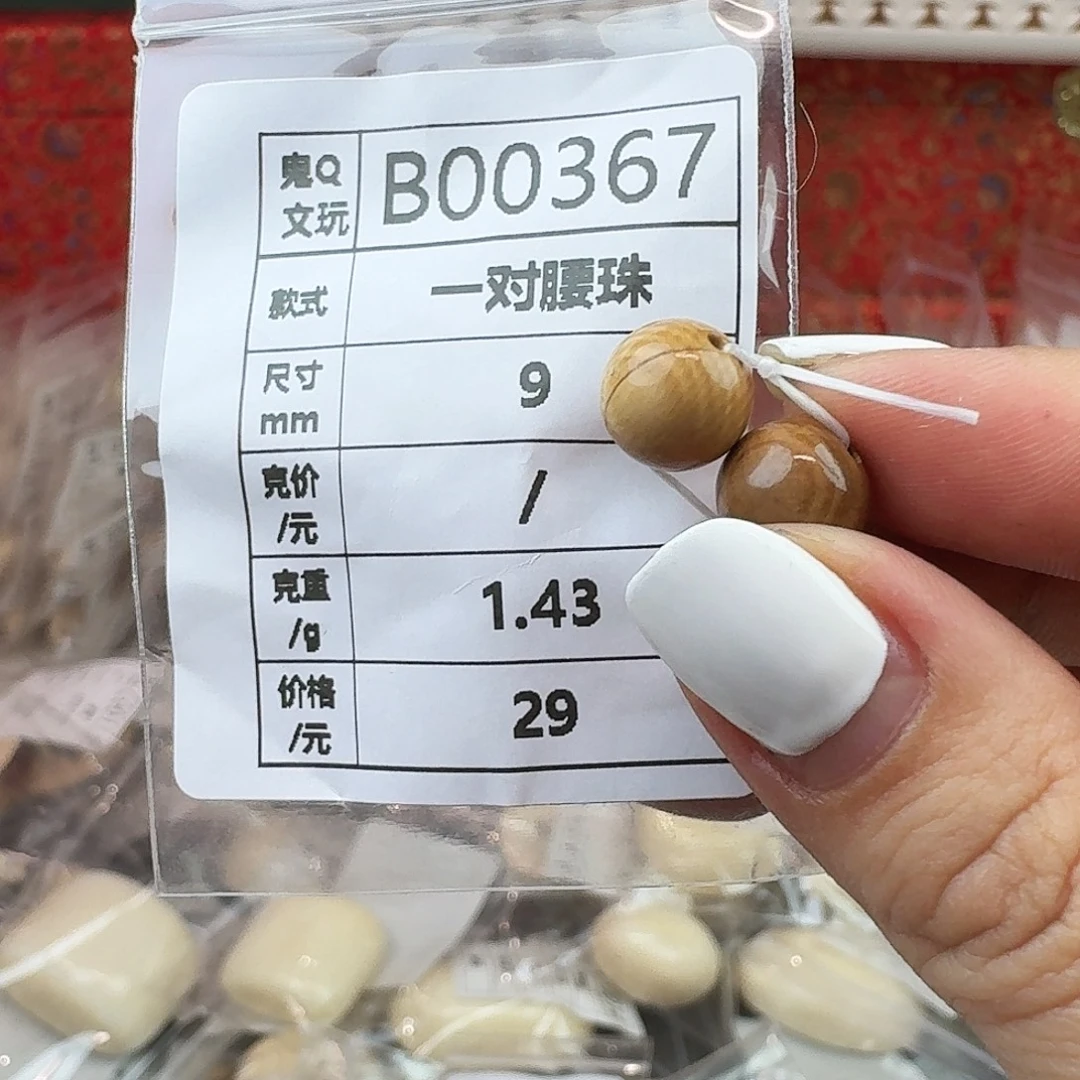 鬼Q
文玩
B00367
款式
一对腰珠
尺寸
mm
9
克价
/元
/
克重
/g
1.43
价格
/元
29